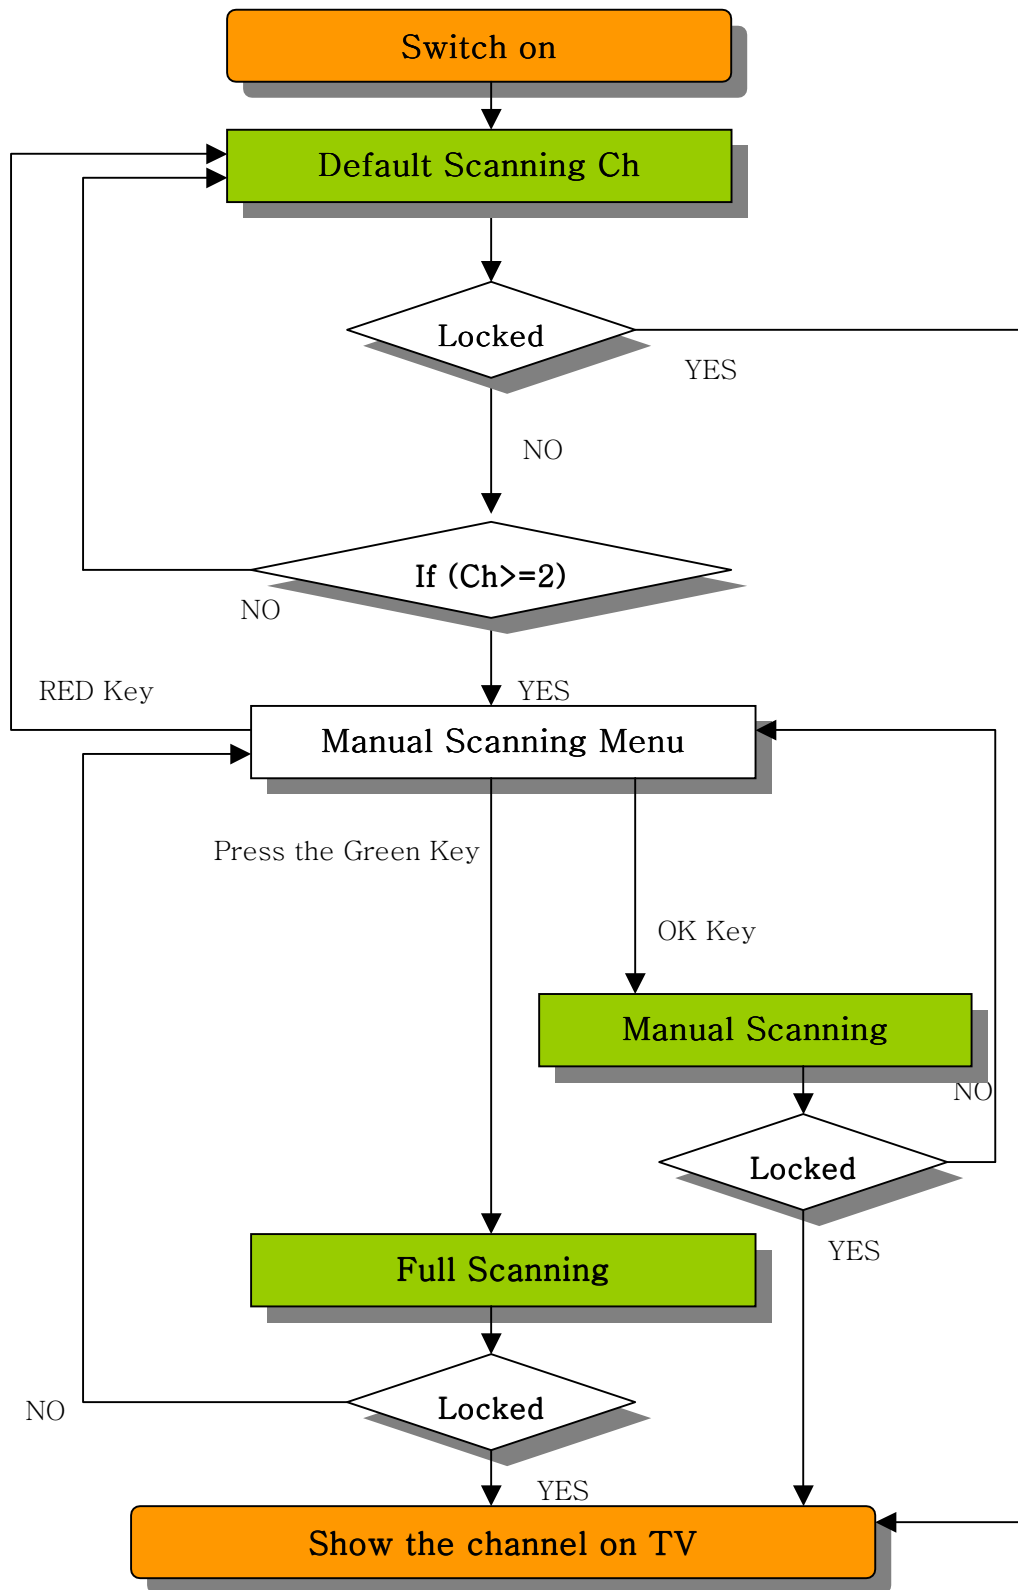 Switch on
Default Scanning Ch
Locked
YES
NO
If (Ch>=2)
NO
RED Key
YES
Manual Scanning Menu
Press the Green Key
OK Key
Manual Scanning
NO
Locked
YES
Full Scanning
Locked
NO
YES
Show the channel on TV